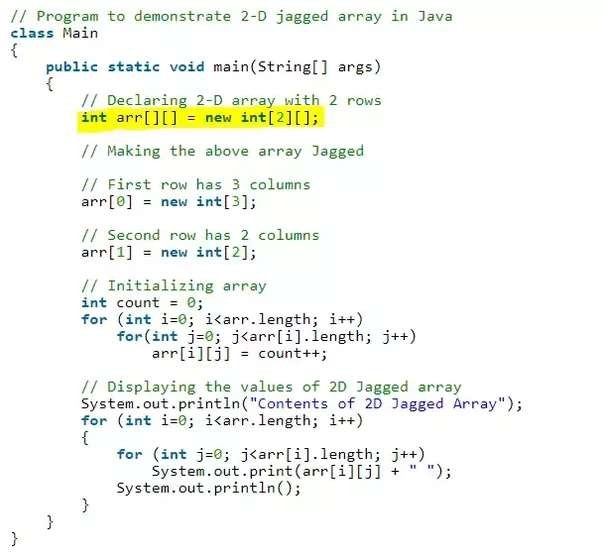 // Program to demonstrate 2-D jagged array in Java
class Main
{
    public static void main(String[] args)
    {
        // Declaring 2-D array with 2 rows
        int arr[][] = new int[2][];

        // Making the above array Jagged

        // First row has 3 columns
        arr[0] = new int[3];

        // Second row has 2 columns
        arr[1] = new int[2];

        // Initializing array
        int count = 0;
        for (int i=0; i<arr.length; i++)
            for(int j=0; j<arr[i].length; j++)
                arr[i][j] = count++;

        // Displaying the values of 2D Jagged array
        System.out.println("Contents of 2D Jagged Array");
        for (int i=0; i<arr.length; i++)
        {
            for (int j=0; j<arr[i].length; j++)
                System.out.print(arr[i][j] + " ");
            System.out.println();
        }
    }
}